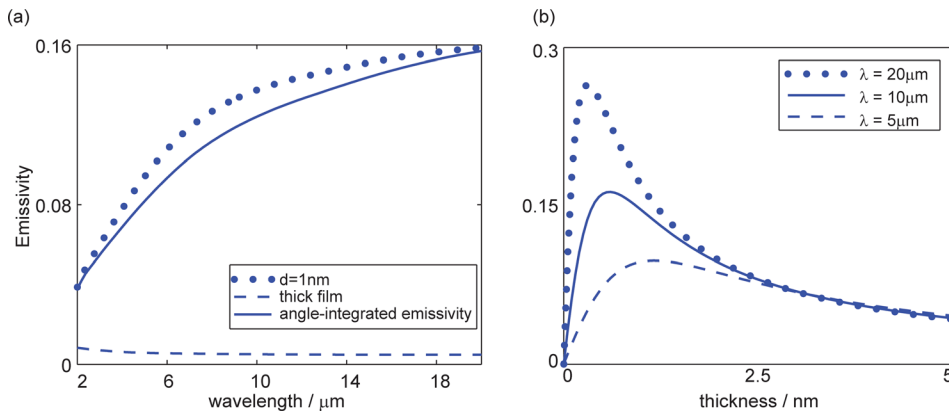 (a)
0.16
0.08
0
Emissivity
2
6
10
14
18
wavelength / μm
d=1nm
thick film
angle-integrated emissivity
(b)
0.3
0.15
0
0
2.5
5
thickness / nm
λ = 20μm
λ = 10μm
λ = 5μm